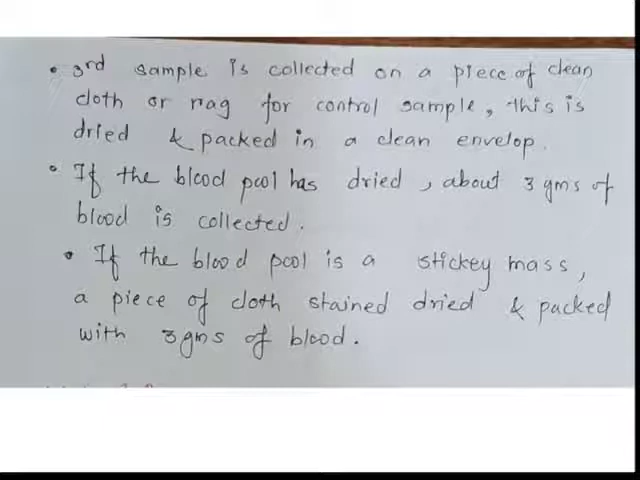 • 3rd sample is collected on a piece of clean
cloth or rag for control sample, this is
dried & packed in a clean envelop.
• If the blood pool has dried, about 3 gms of
blood is collected.
• If the blood pool is a stickey mass,
a piece of cloth stained dried & packed
with 3gms of blood.